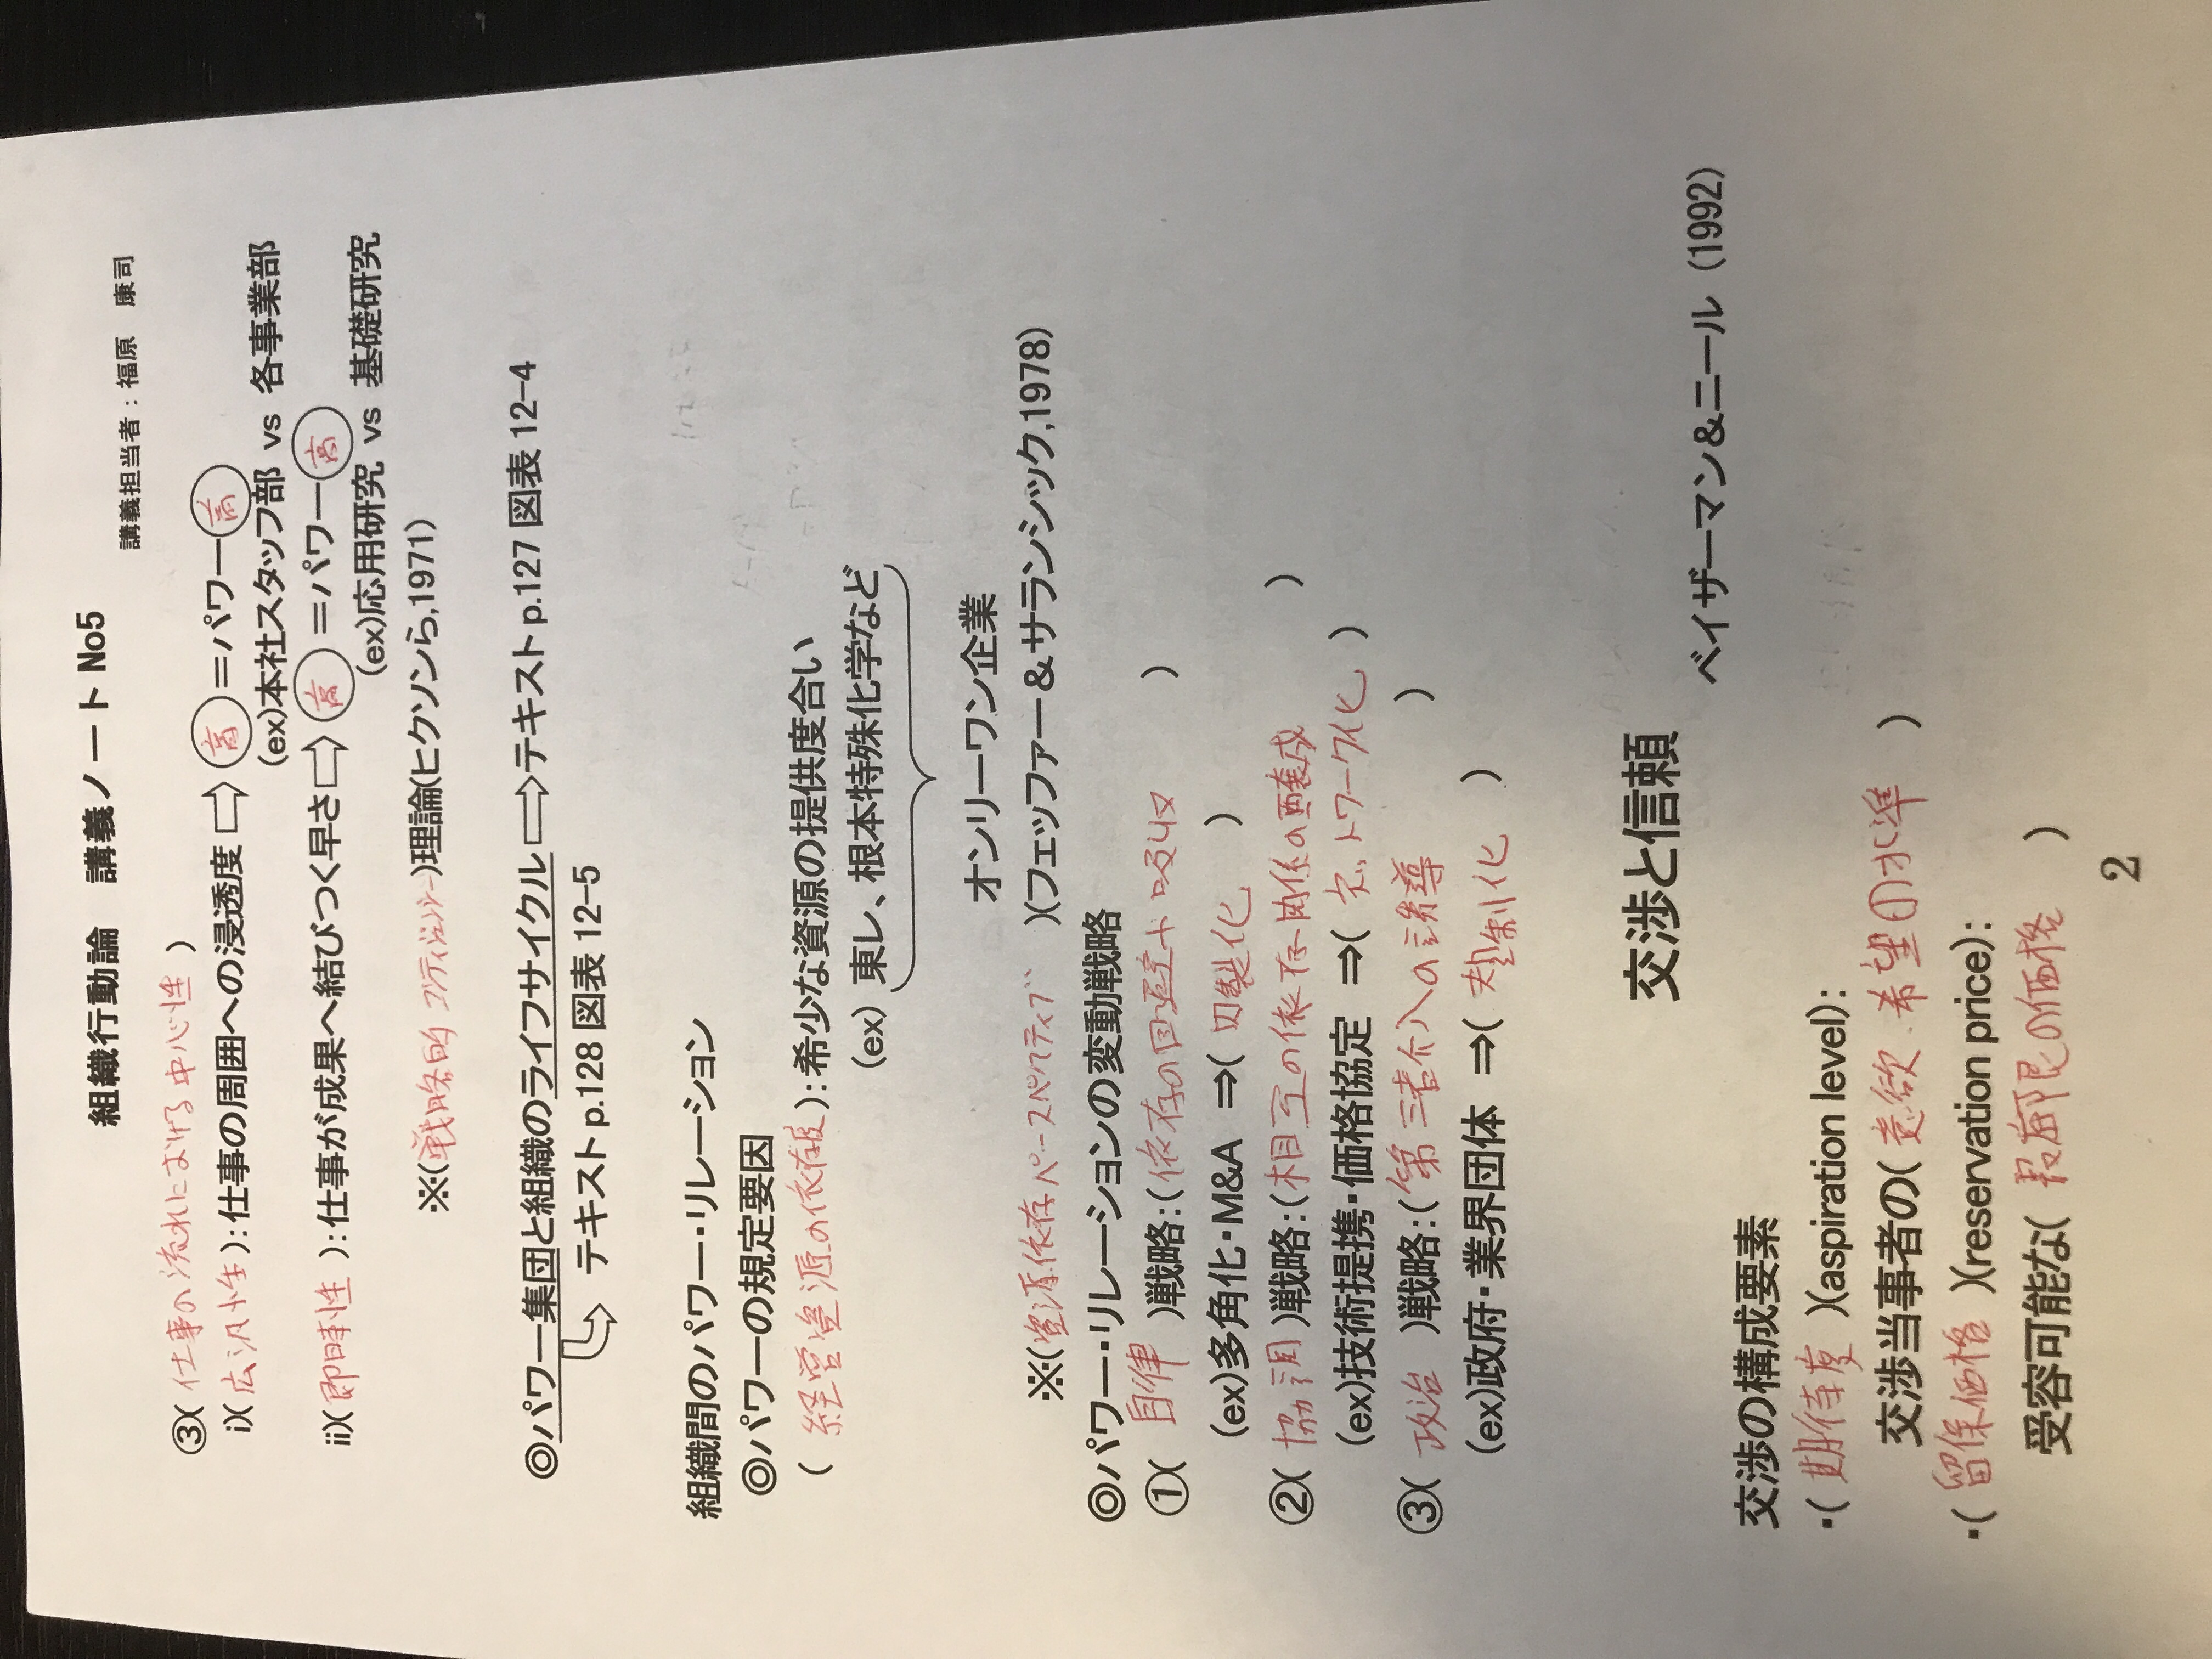 組織行動論　講義ノート No5
講義担当者：福原　康司
③(仕事の流れにおける中心性)
i)(広汎性)：仕事の周囲への浸透度⇨高＝パワー高
(ex)本社スタッフ部 vs 各事業部
ii)(即時性)：仕事が成果へ結びつく早さ⇨高＝パワー高
(ex)応用研究 vs 基礎研究
※(戦略的コンティンジェンシー)理論(ヒクソンら,1971)
◎パワー集団と組織のライフサイクル⇨テキスト p.127 図表 12-4
テキスト p.128 図表 12-5
組織間のパワー・リレーション
◎パワーの規定要因
(経営資源の依存度)：希少な資源の提供度合い
(ex) 東レ、根本特殊化学など
オンリーワン企業
※(資源依存パースペクティブ)(フェッファー＆サランシック,1978)
◎パワー・リレーションの変動戦略
①(自律)戦略：(依存の回避や吸収)
(ex)多角化・M&A ⇒(内製化)
②(協調)戦略：(相互の依存関係の醸成)
(ex)技術提携・価格協定 ⇒(ネットワーク化)
③(政治)戦略：(第三者介入の誘導)
(ex)政府・業界団体 ⇒(規制化)
交渉と信頼
ベイザーマン＆ニール (1992)
交渉の構成要素
・(期待度)(aspiration level)：
交渉当事者の(意欲、希望の水準)
・(留保価格)(reservation price)：
受容可能な(最底限の価格)
2